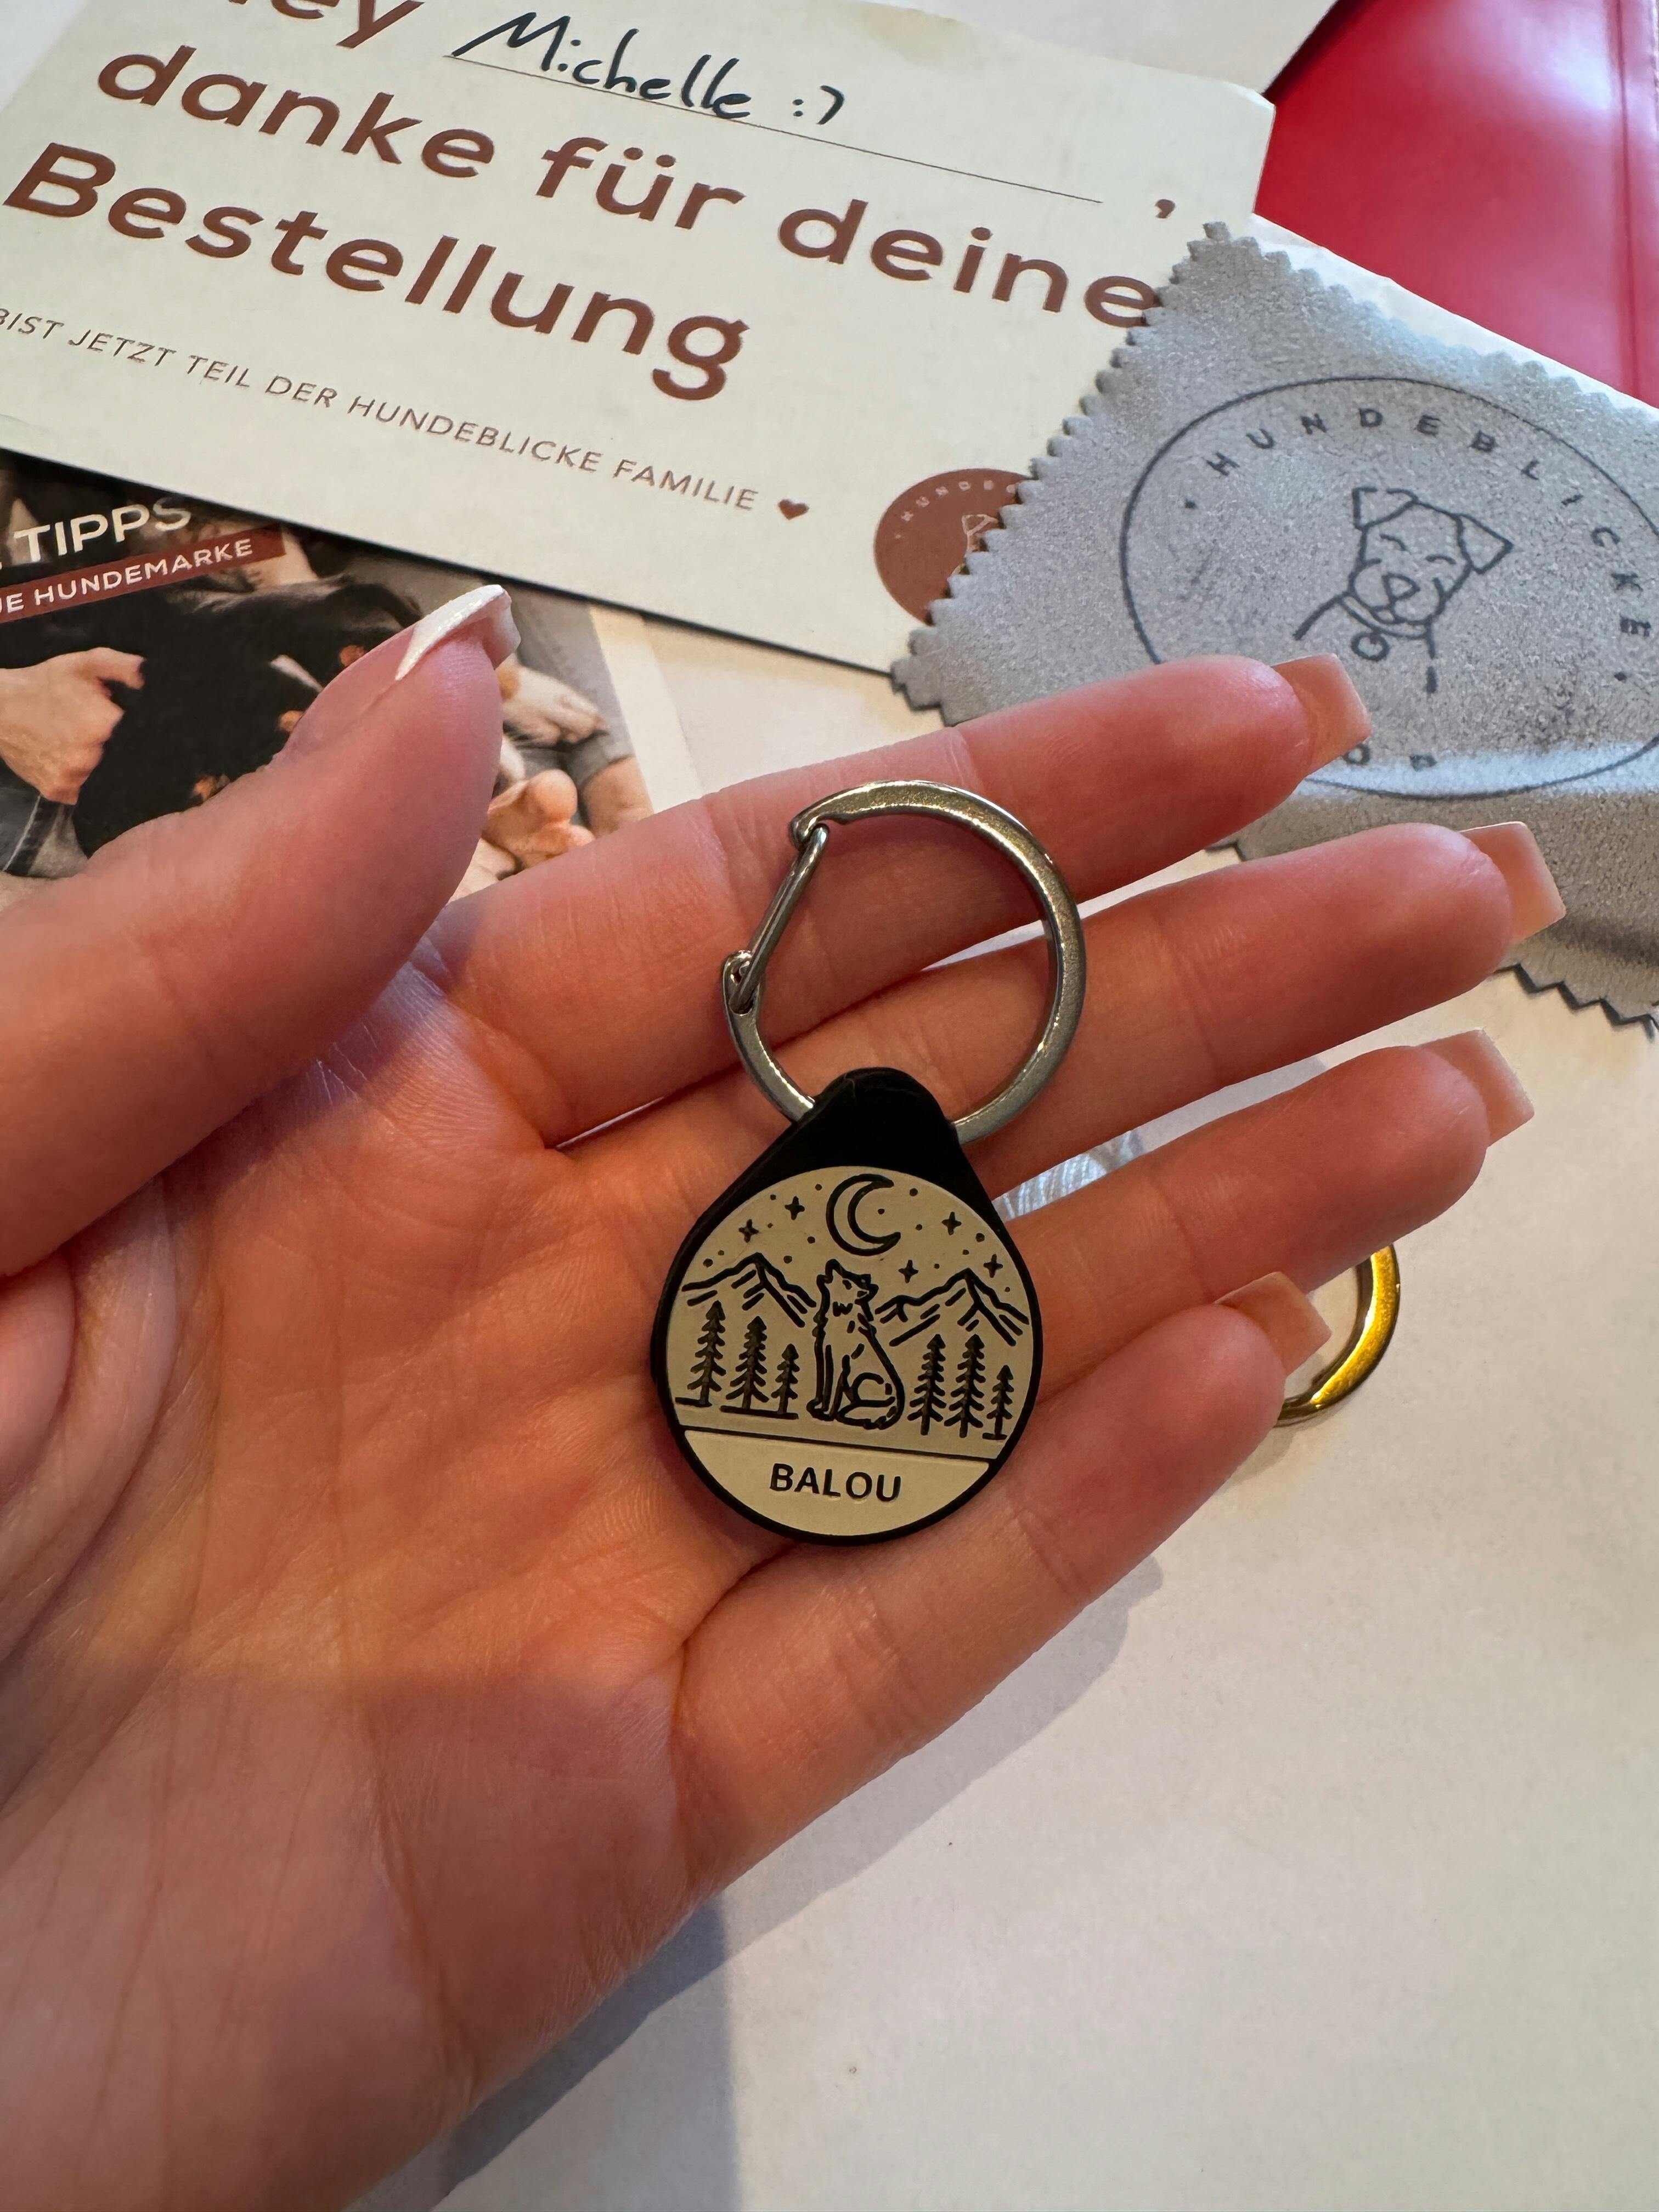 Michelle :)
,
danke für deine
Bestellung
BIST JETZT TEIL DER HUNDEBLICKE FAMILIE ♥
HUNDEBLICKE
TIPPS
HUNDEMARKE
BALOU